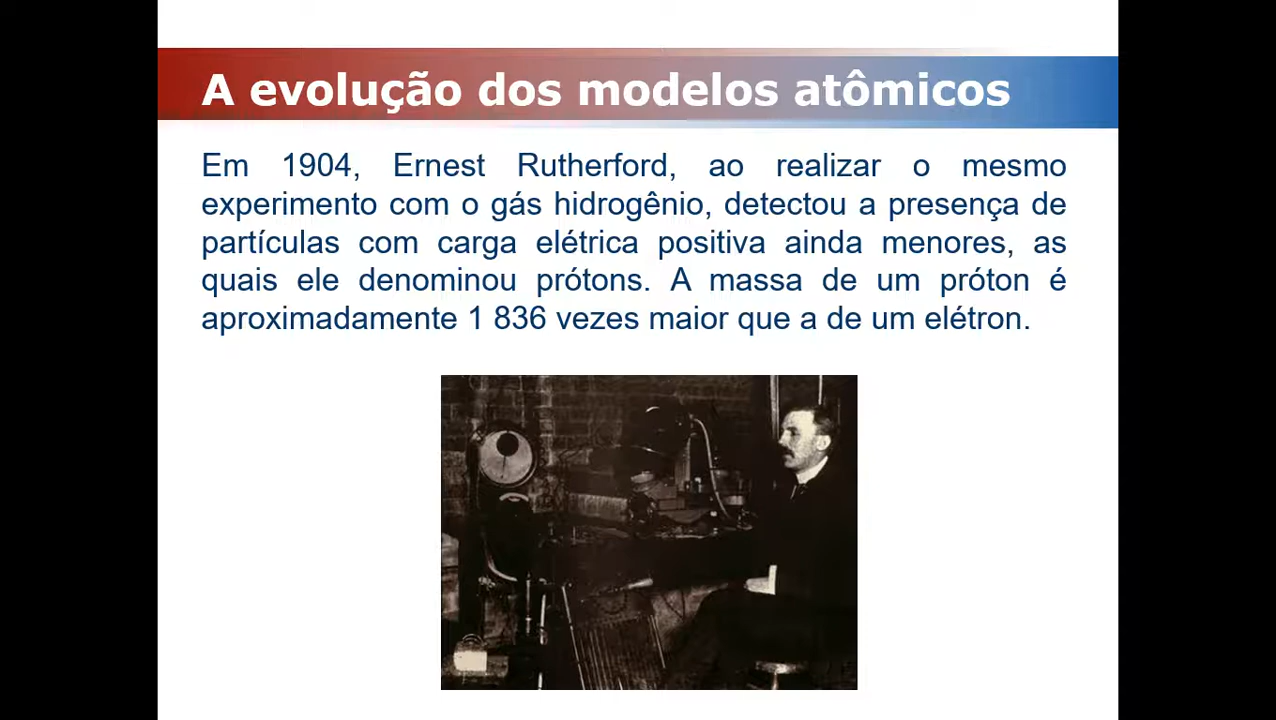 A evolução dos modelos atômicos
Em 1904, Ernest Rutherford, ao realizar o mesmo
experimento com o gás hidrogênio, detectou a presença de
partículas com carga elétrica positiva ainda menores, as
quais ele denominou prótons. A massa de um próton é
aproximadamente 1 836 vezes maior que a de um elétron.